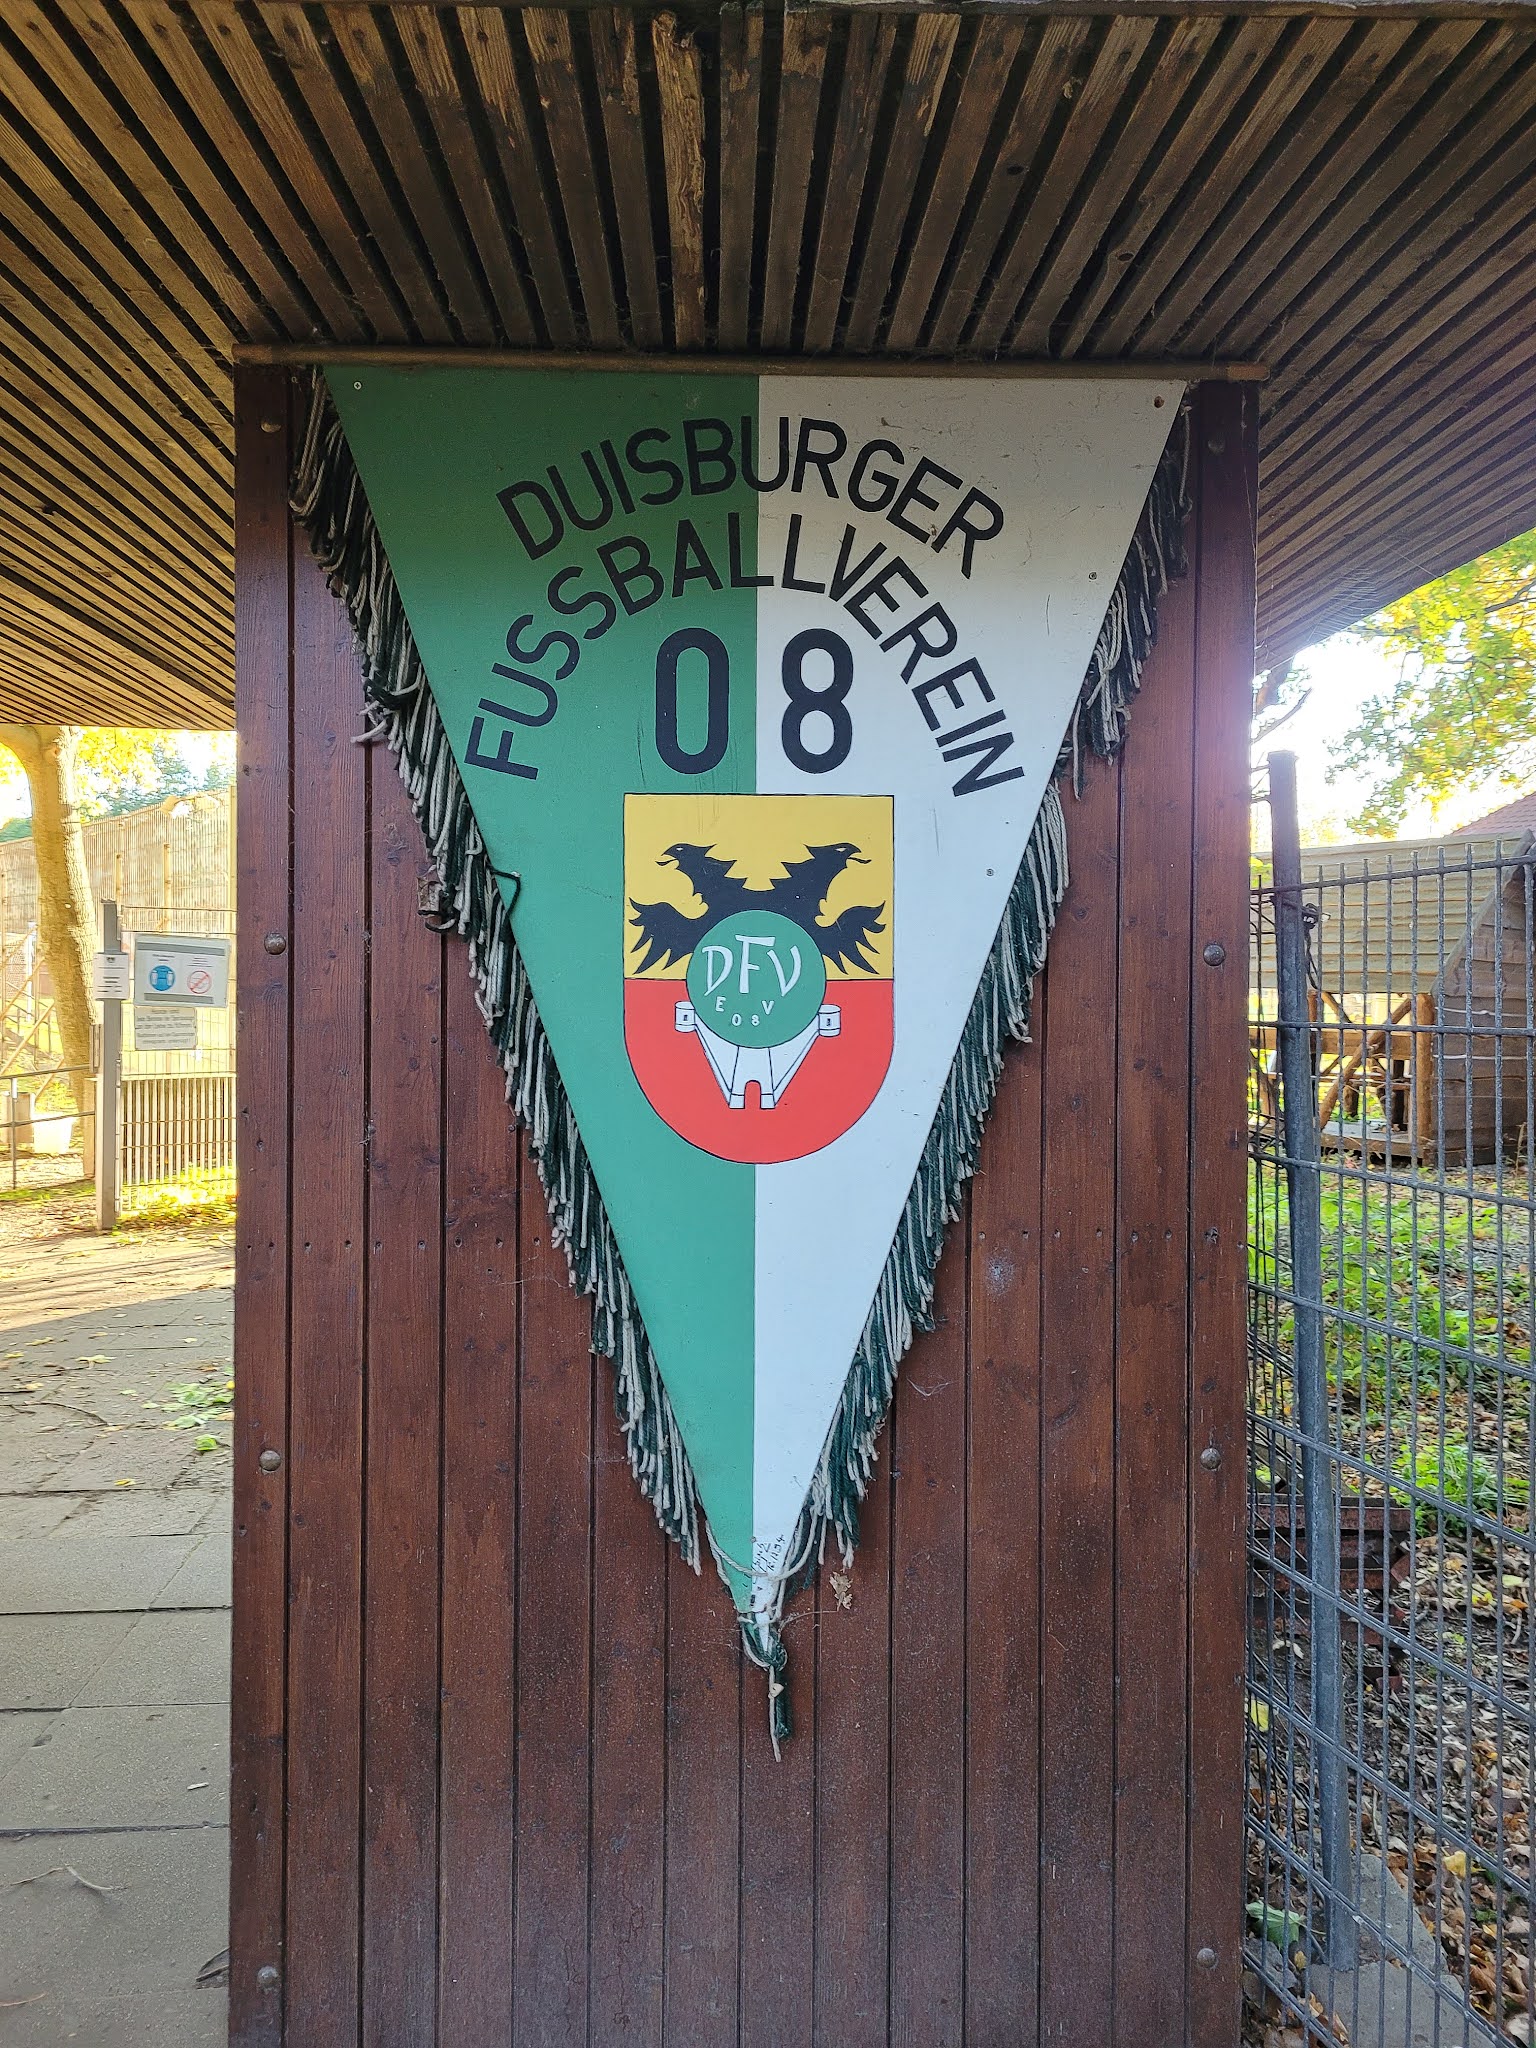 DUISBURGER
FUSSBALLVEREIN
08
DFV
E V
08